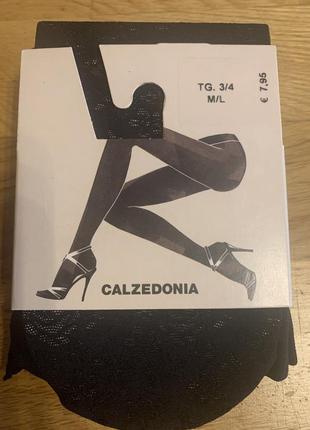 TG. 3/4
M/L
€ 7,95
CALZEDONIA